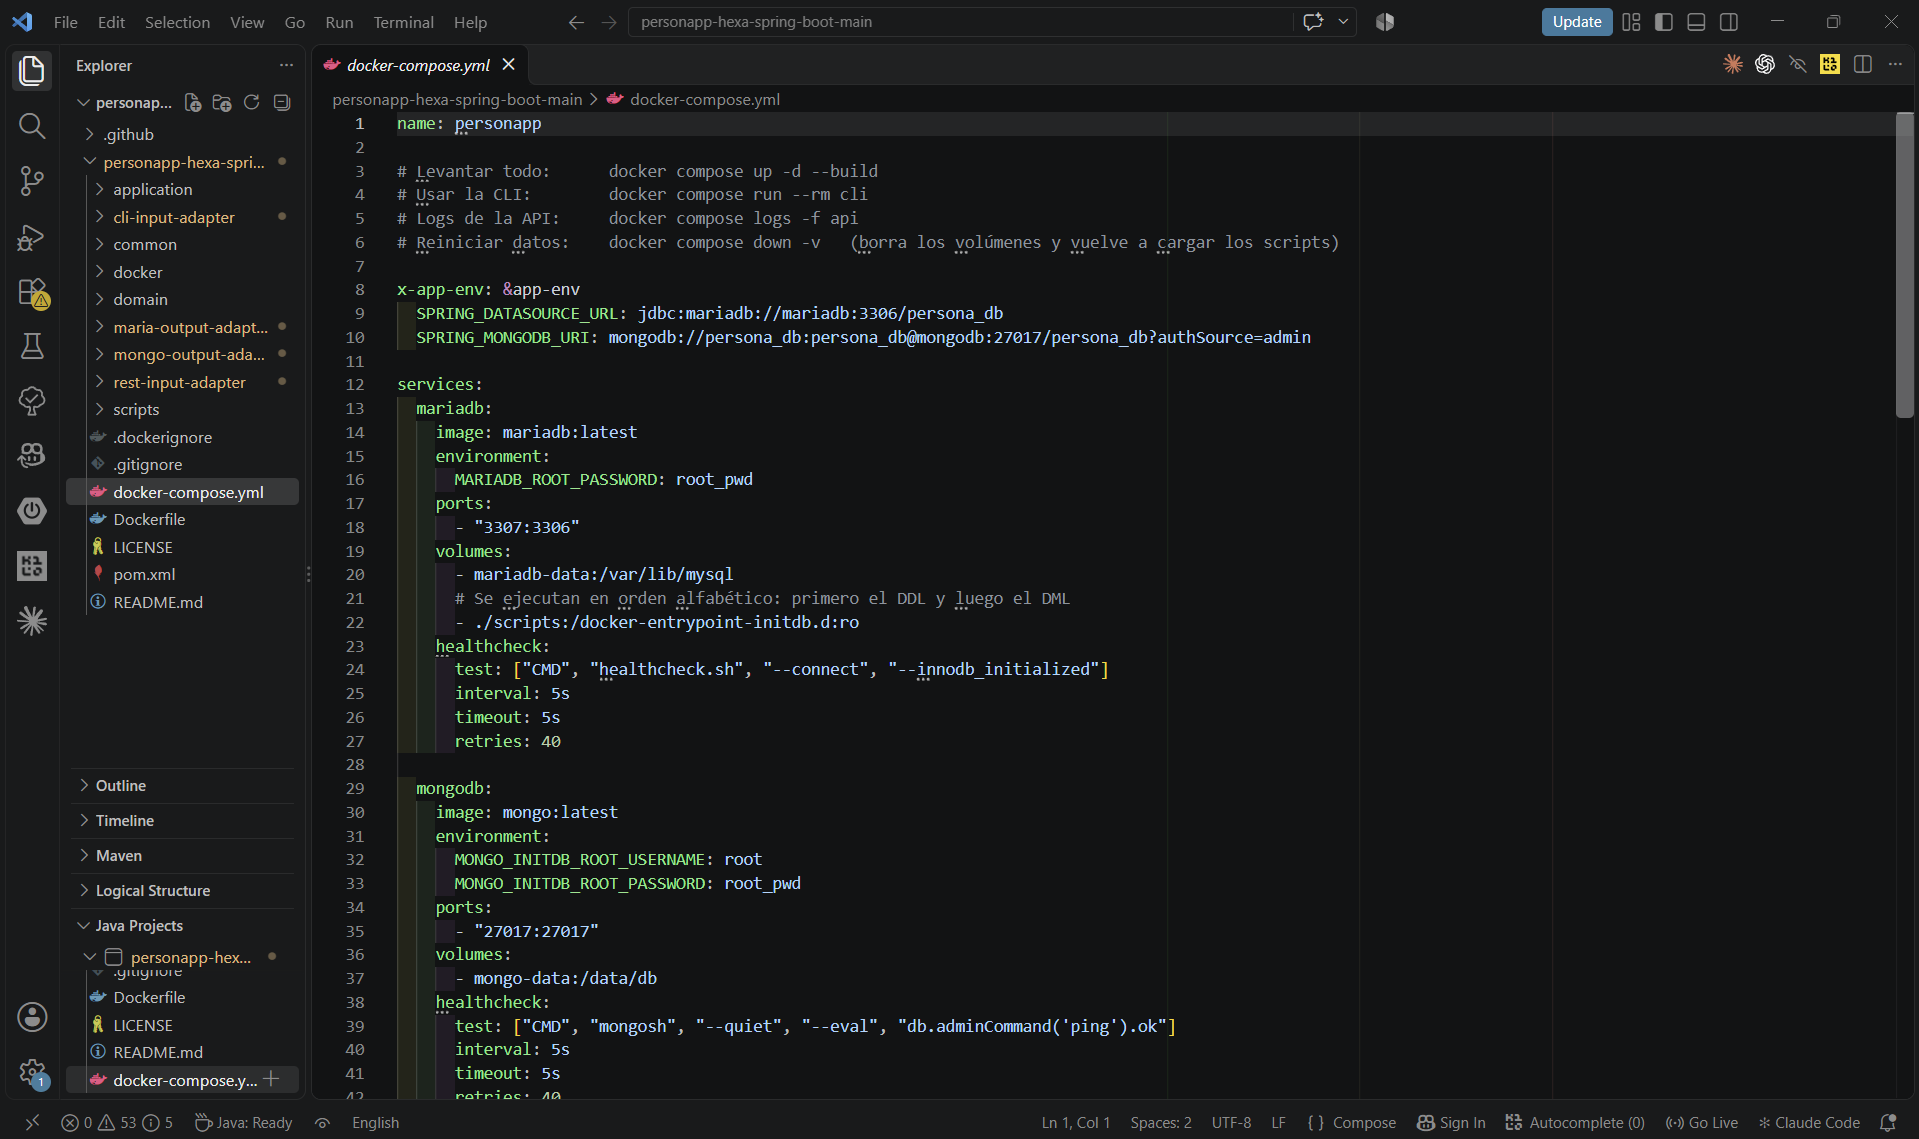 File Edit Selection View Go Run Terminal Help
personapp-hexa-spring-boot-main
Update
Explorer
personap...
.github
personapp-hexa-spri...
application
cli-input-adapter
common
docker
domain
maria-output-adapt...
mongo-output-ada...
rest-input-adapter
scripts
.dockerignore
.gitignore
docker-compose.yml
Dockerfile
LICENSE
pom.xml
README.md
Outline
Timeline
Maven
Logical Structure
Java Projects
personapp-hex...
.gitignore
Dockerfile
LICENSE
README.md
docker-compose.y...
1
docker-compose.yml
personapp-hexa-spring-boot-main > docker-compose.yml
1 name: personapp
2
3 # Levantar todo:      docker compose up -d --build
4 # Usar la CLI:        docker compose run --rm cli
5 # Logs de la API:     docker compose logs -f api
6 # Reiniciar datos:    docker compose down -v   (borra los volúmenes y vuelve a cargar los scripts)
7
8 x-app-env: &app-env
9   SPRING_DATASOURCE_URL: jdbc:mariadb://mariadb:3306/persona_db
10   SPRING_MONGODB_URI: mongodb://persona_db:persona_db@mongodb:27017/persona_db?authSource=admin
11
12 services:
13   mariadb:
14     image: mariadb:latest
15     environment:
16       MARIADB_ROOT_PASSWORD: root_pwd
17     ports:
18       - "3307:3306"
19     volumes:
20       - mariadb-data:/var/lib/mysql
21       # Se ejecutan en orden alfabético: primero el DDL y luego el DML
22       - ./scripts:/docker-entrypoint-initdb.d:ro
23     healthcheck:
24       test: ["CMD", "healthcheck.sh", "--connect", "--innodb_initialized"]
25       interval: 5s
26       timeout: 5s
27       retries: 40
28
29   mongodb:
30     image: mongo:latest
31     environment:
32       MONGO_INITDB_ROOT_USERNAME: root
33       MONGO_INITDB_ROOT_PASSWORD: root_pwd
34     ports:
35       - "27017:27017"
36     volumes:
37       - mongo-data:/data/db
38     healthcheck:
39       test: ["CMD", "mongosh", "--quiet", "--eval", "db.adminCommand('ping').ok"]
40       interval: 5s
41       timeout: 5s
42       retries: 40
0 53 5 Java: Ready English Ln 1, Col 1 Spaces: 2 UTF-8 LF { } Compose Sign In Autocomplete (0) Go Live Claude Code